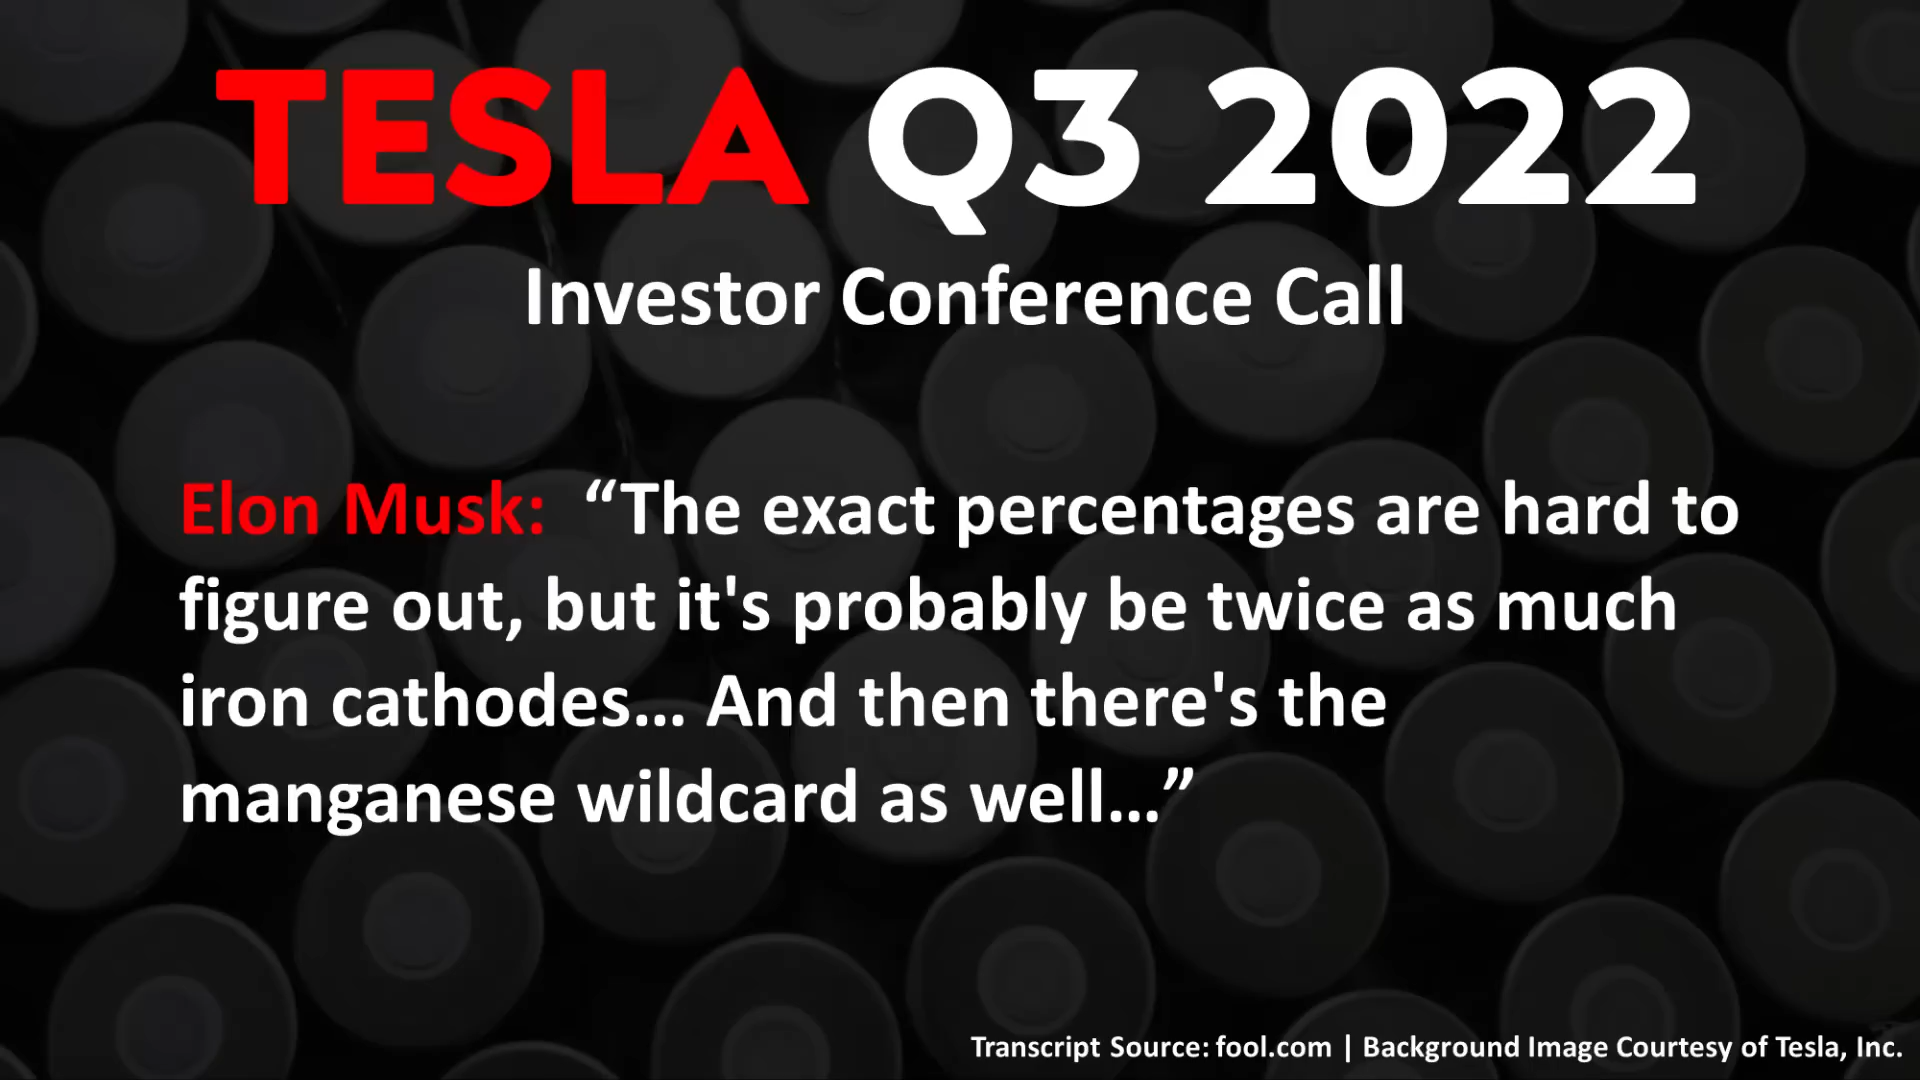 TESLA Q3 2022
Investor Conference Call
Elon Musk: “The exact percentages are hard to
figure out, but it's probably be twice as much
iron cathodes... And then there's the
manganese wildcard as well...”
Transcript Source: fool.com | Background Image Courtesy of Tesla, Inc.